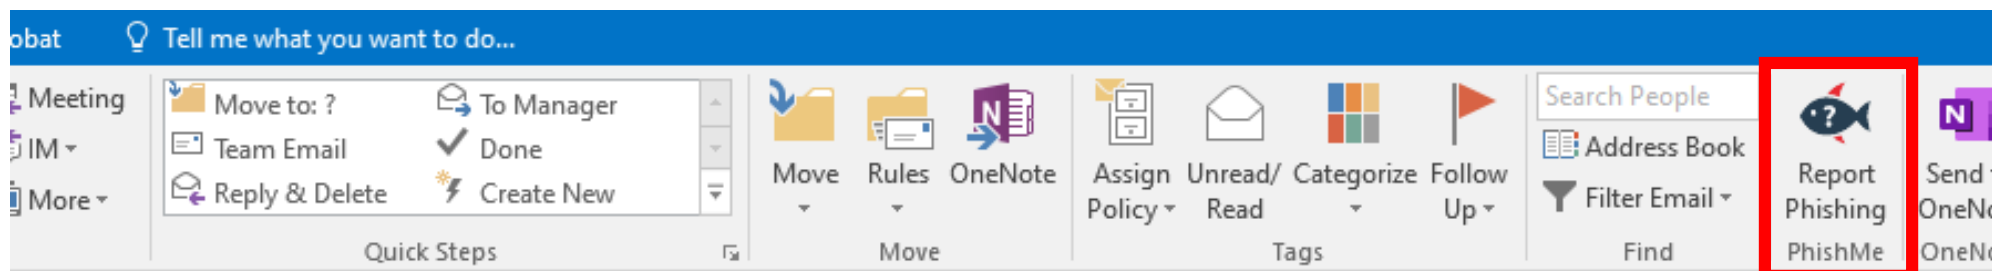 obat
Tell me what you want to do...
Meeting
IM
More
Move to: ?
To Manager
Team Email
Done
Reply & Delete
Create New
Quick Steps
Move
Rules
N
OneNote
Move
Assign
Policy
Unread/
Read
Categorize
Follow
Up
Tags
Search People
Address Book
Filter Email
Find
?
Report
Phishing
PhishMe
N
Send
OneNo
OneN